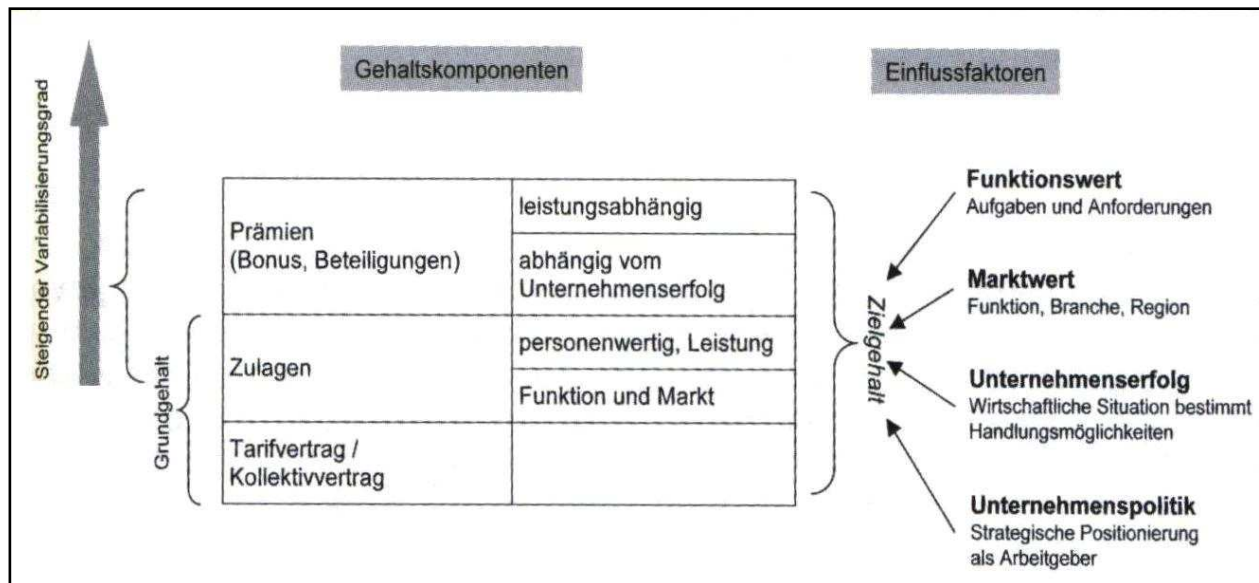 Gehaltskomponenten
Einflussfaktoren
Steigender Variabilisierungsgrad
Grundgehalt
Prämien
(Bonus, Beteiligungen)
leistungsabhängig
abhängig vom
Unternehmenserfolg
Zulagen
personenwertig, Leistung
Funktion und Markt
Tarifvertrag /
Kollektivvertrag
Zielgehalt
Funktionswert
Aufgaben und Anforderungen
Marktwert
Funktion, Branche, Region
Unternehmenserfolg
Wirtschaftliche Situation bestimmt
Handlungsmöglichkeiten
Unternehmenspolitik
Strategische Positionierung
als Arbeitgeber